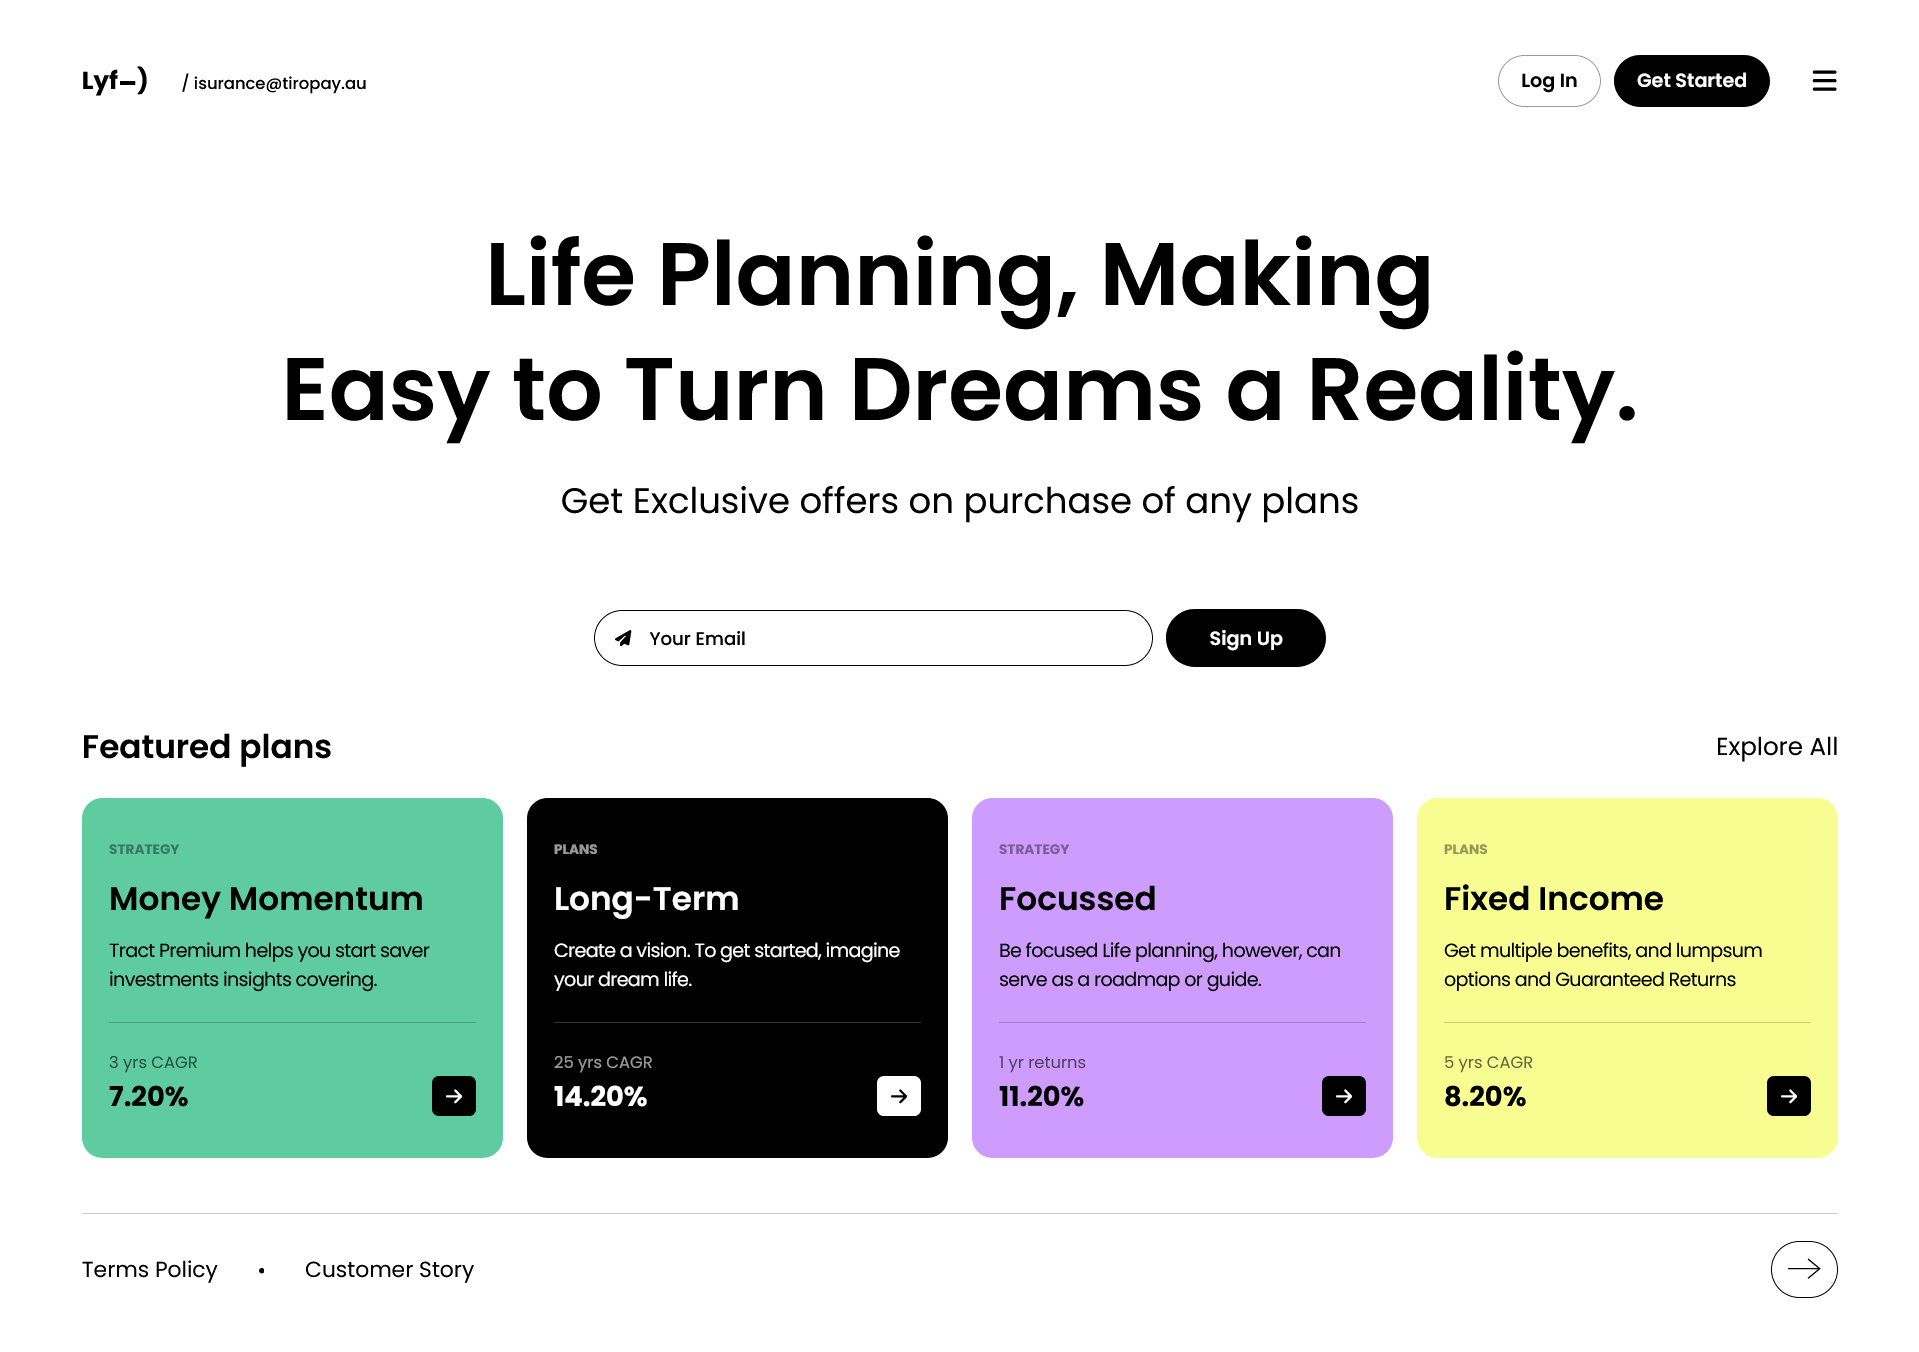 Lyf–) / isurance@tiropay.au Log In Get Started
Life Planning, Making
Easy to Turn Dreams a Reality.
Get Exclusive offers on purchase of any plans
Your Email Sign Up
Featured plans Explore All
STRATEGY
Money Momentum
Tract Premium helps you start saver
investments insights covering.
3 yrs CAGR
7.20%
PLANS
Long-Term
Create a vision. To get started, imagine
your dream life.
25 yrs CAGR
14.20%
STRATEGY
Focussed
Be focused Life planning, however, can
serve as a roadmap or guide.
1 yr returns
11.20%
PLANS
Fixed Income
Get multiple benefits, and lumpsum
options and Guaranteed Returns
5 yrs CAGR
8.20%
Terms Policy • Customer Story